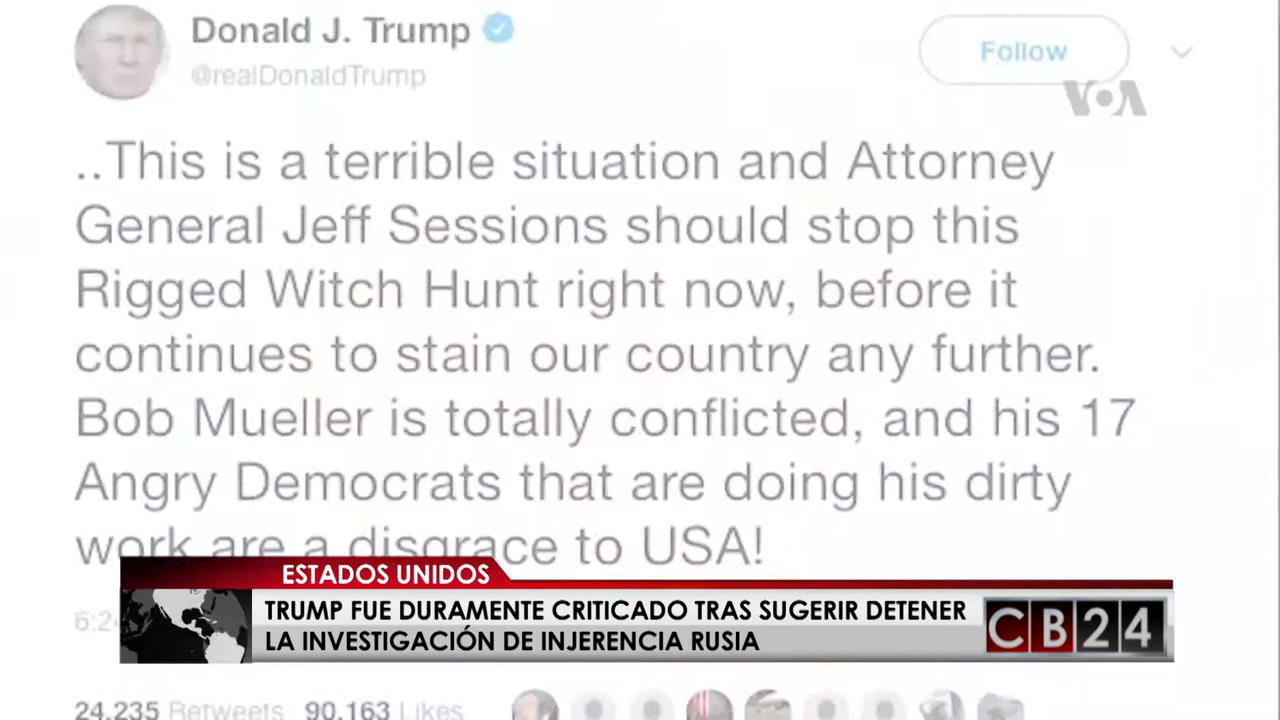 Donald J. Trump
@realDonaldTrump
Follow
VOA
..This is a terrible situation and Attorney
General Jeff Sessions should stop this
Rigged Witch Hunt right now, before it
continues to stain our country any further.
Bob Mueller is totally conflicted, and his 17
Angry Democrats that are doing his dirty
work are a disgrace to USA!
ESTADOS UNIDOS
TRUMP FUE DURAMENTE CRITICADO TRAS SUGERIR DETENER
LA INVESTIGACIÓN DE INJERENCIA RUSIA
CB24
24,235 Retweets 90,163 Likes